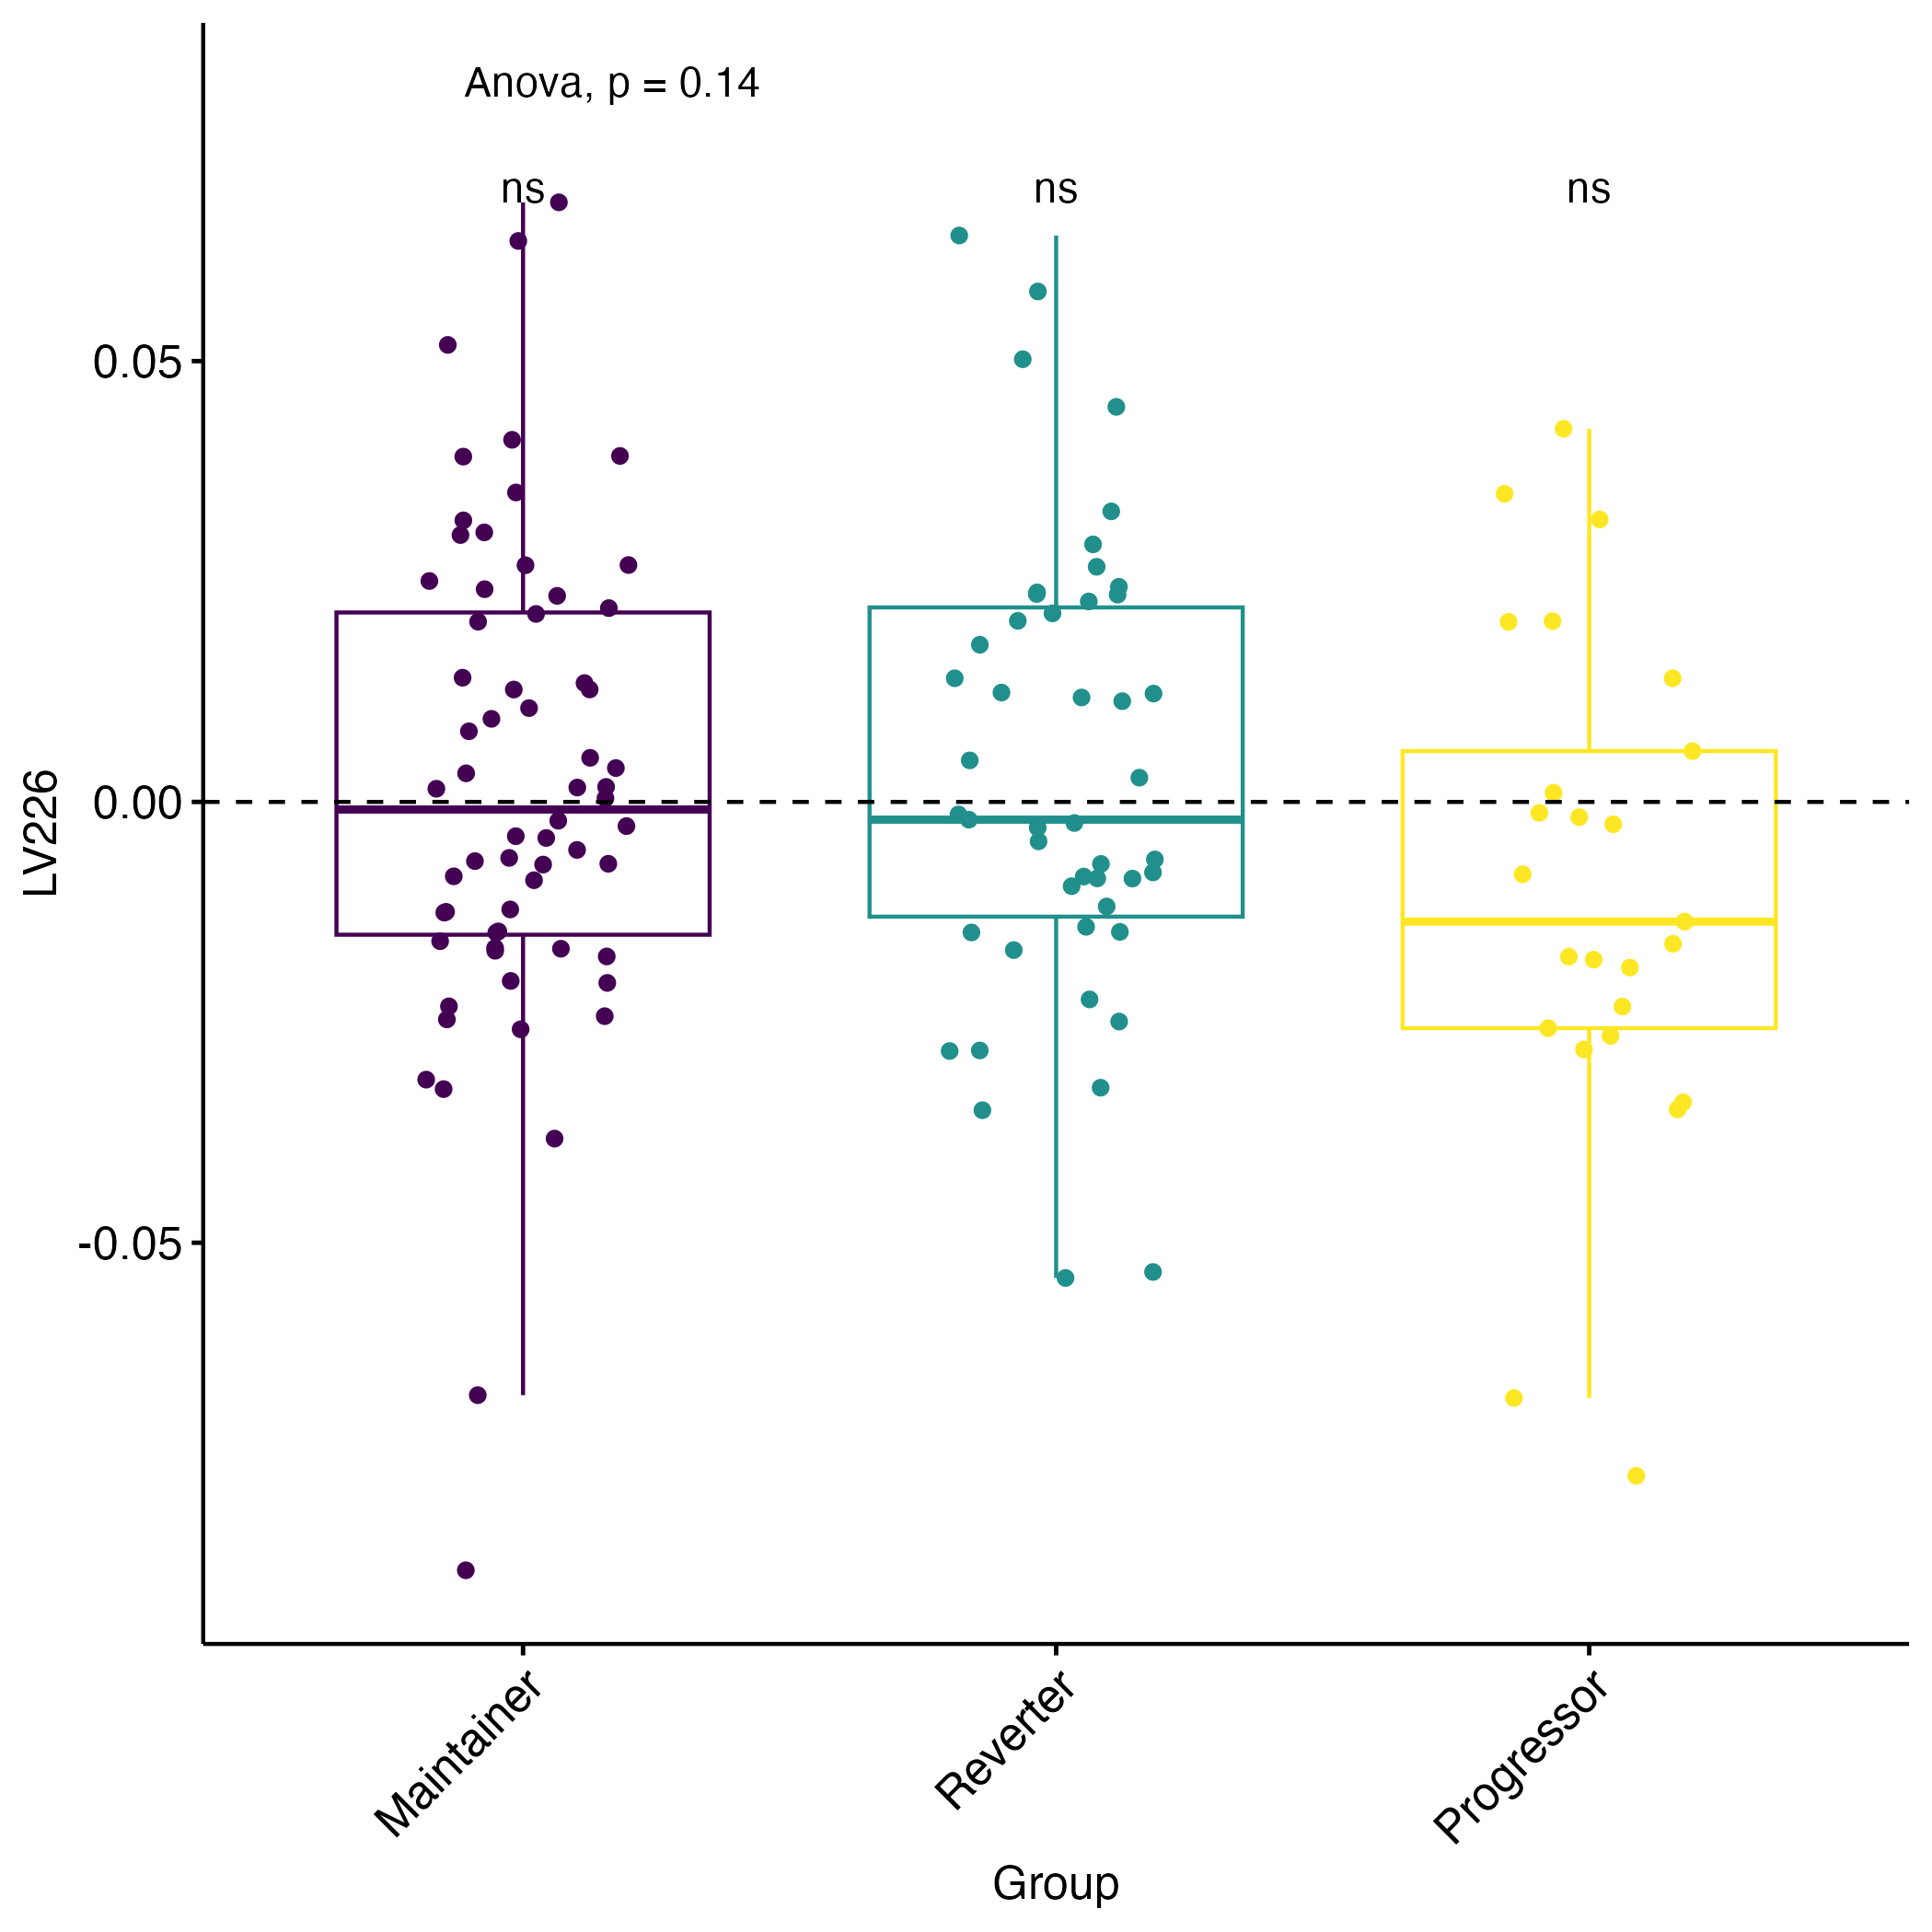 Anova, p = 0.14
ns ns ns
0.05
0.00
-0.05
LV226
Maintainer Reverter Progressor
Group